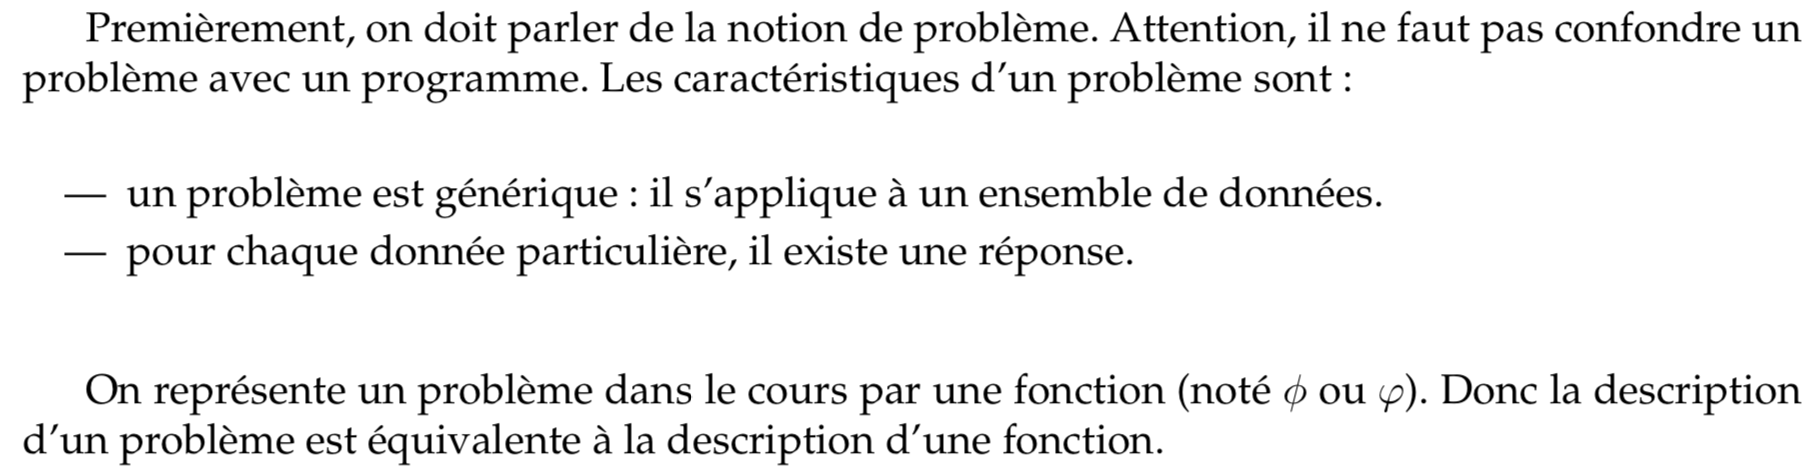 Premièrement, on doit parler de la notion de problème. Attention, il ne faut pas confondre un
problème avec un programme. Les caractéristiques d'un problème sont :
— un problème est générique : il s'applique à un ensemble de données.
— pour chaque donnée particulière, il existe une réponse.
On représente un problème dans le cours par une fonction (noté ϕ ou φ). Donc la description
d'un problème est équivalente à la description d'une fonction.